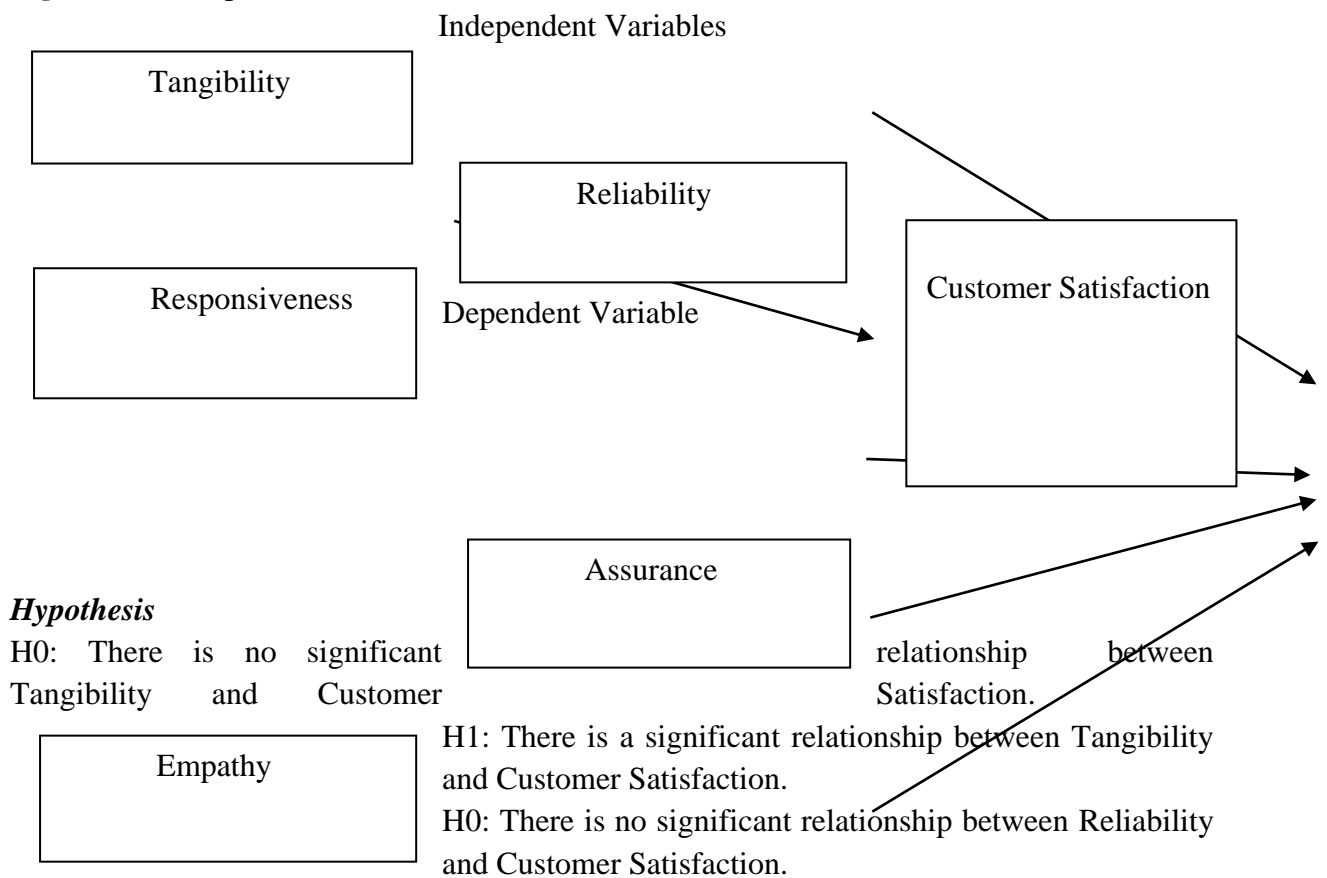 Independent Variables
Tangibility
Reliability
Responsiveness
Customer Satisfaction
Dependent Variable
Assurance
Hypothesis
H0: There is no significant relationship between
Tangibility and Customer Satisfaction.
Empathy
H1: There is a significant relationship between Tangibility
and Customer Satisfaction.
H0: There is no significant relationship between Reliability
and Customer Satisfaction.